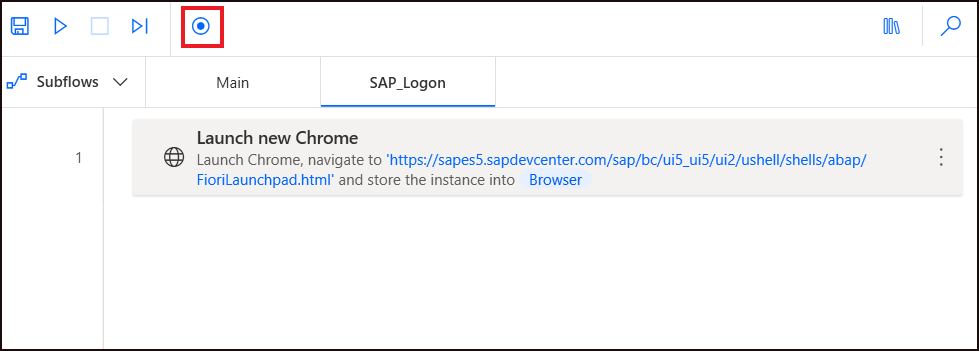 Subflows
Main
SAP_Logon
1
Launch new Chrome
Launch Chrome, navigate to 'https://sapes5.sapdevcenter.com/sap/bc/ui5_ui5/ui2/ushell/shells/abap/
FioriLaunchpad.html' and store the instance into Browser